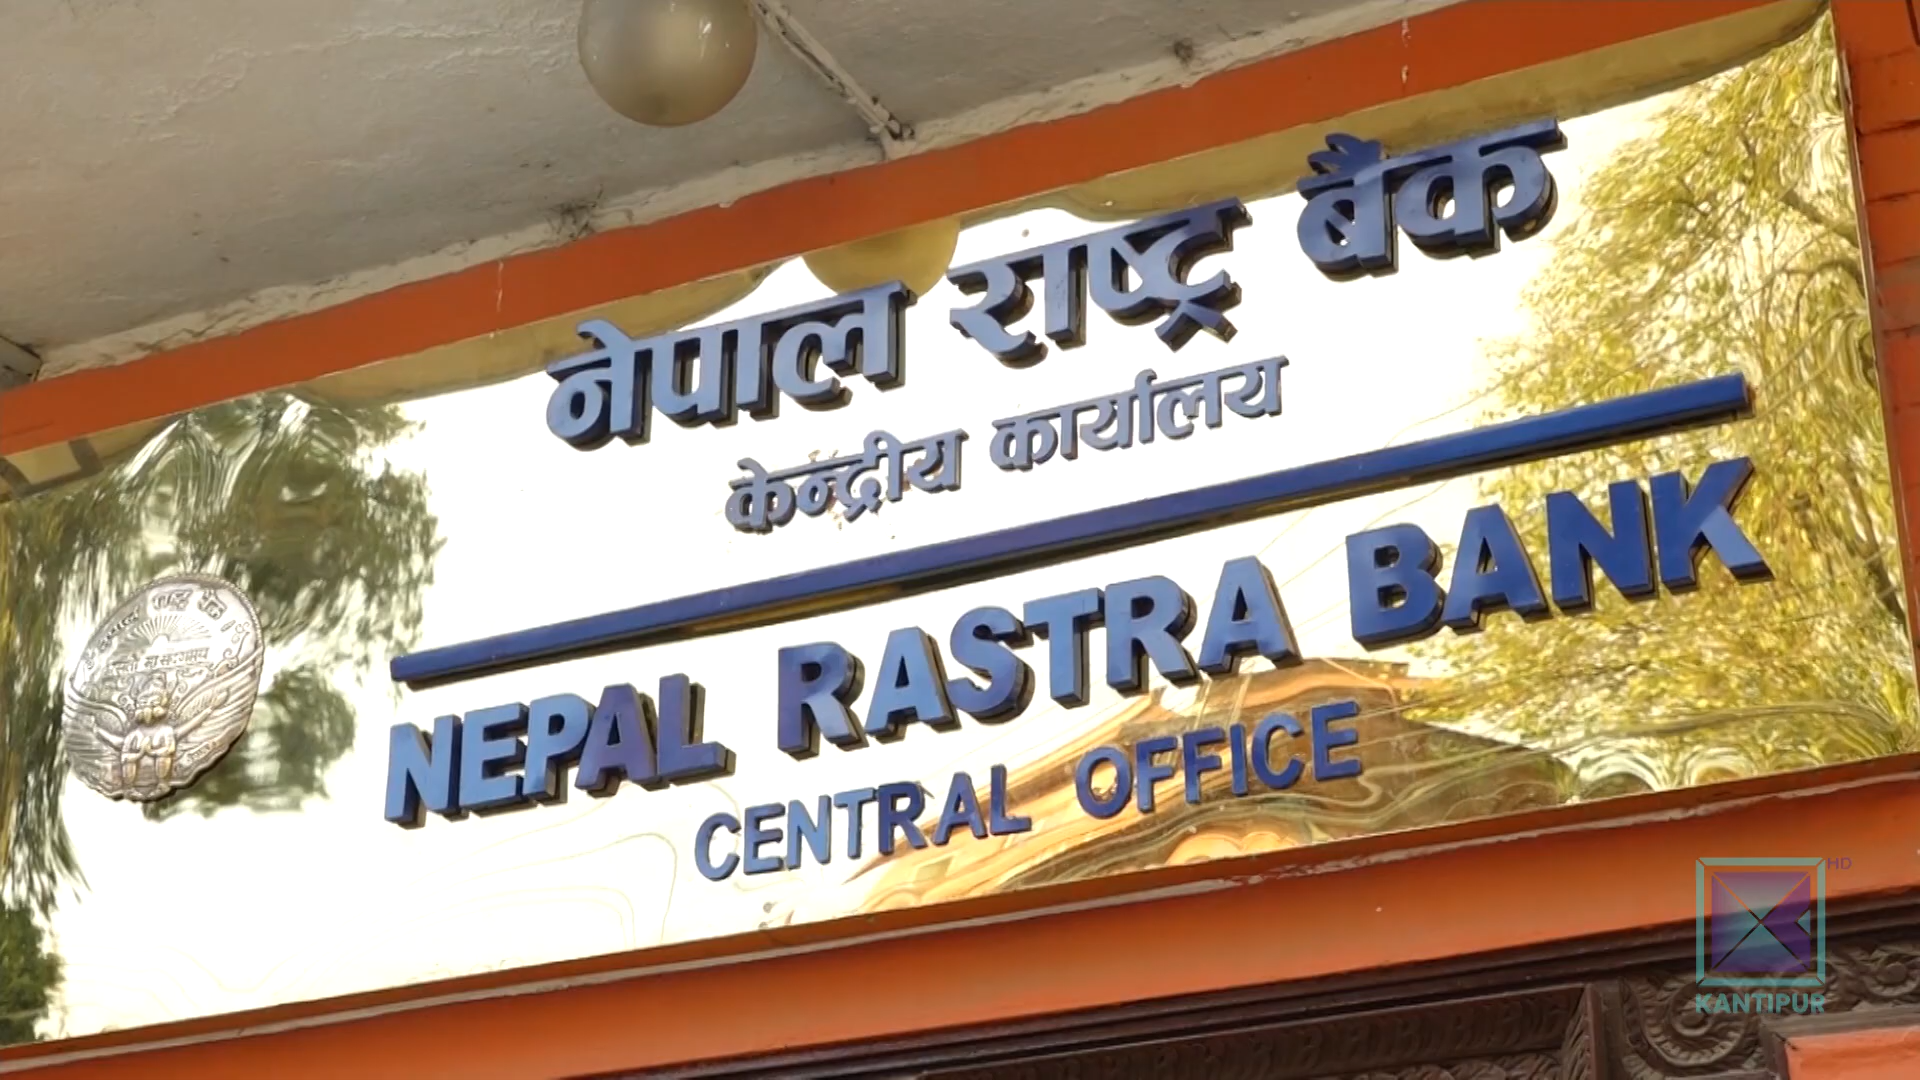 नेपाल राष्ट्र बैंक
केन्द्रीय कार्यालय
NEPAL RASTRA BANK
CENTRAL OFFICE
नेपाल राष्ट्र बैंक
HD
KANTIPUR